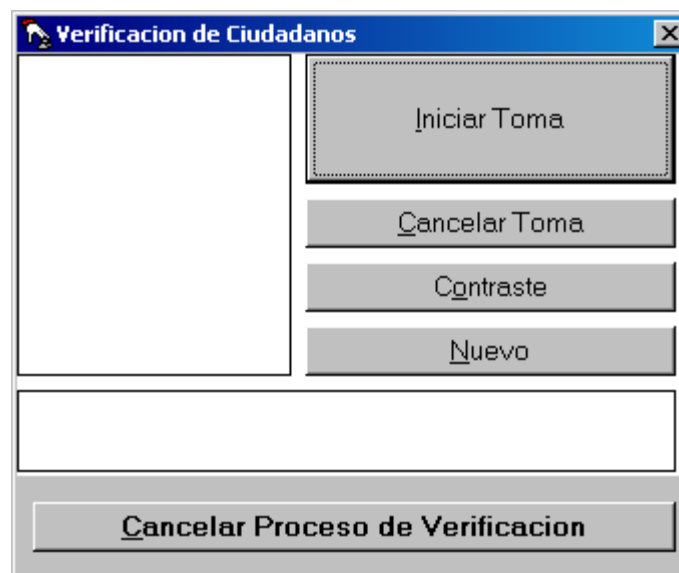 Verificacion de Ciudadanos
Iniciar Toma
Cancelar Toma
Contraste
Nuevo
Cancelar Proceso de Verificacion